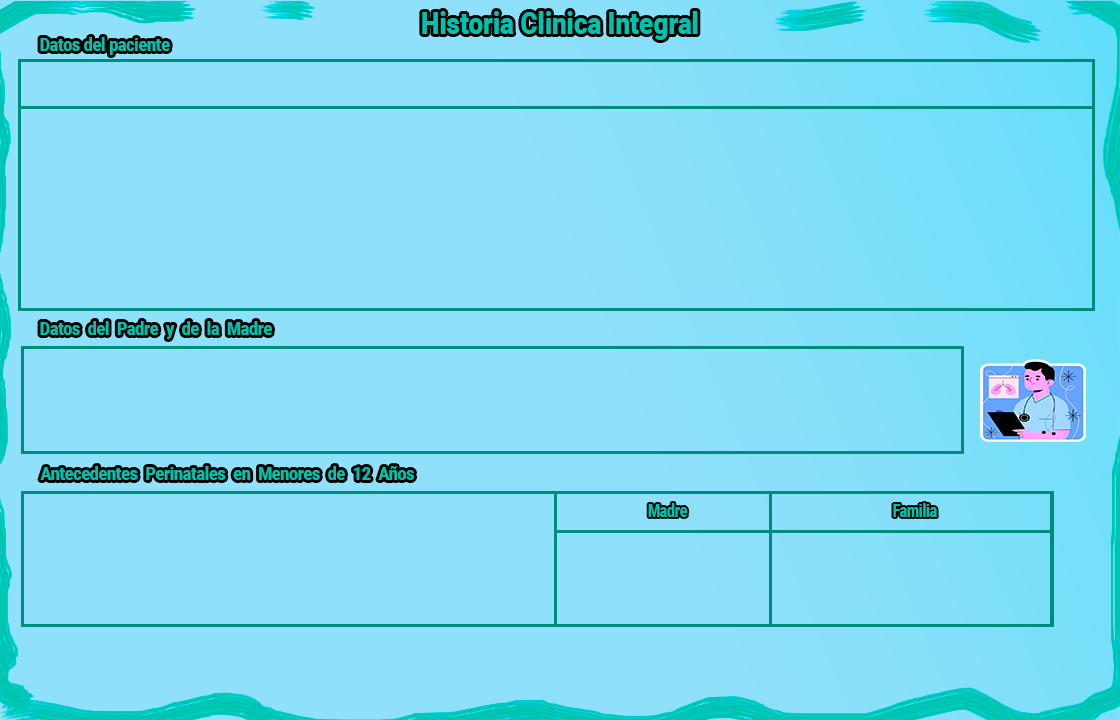 Historia Clinica Integral
Datos del paciente
Datos del Padre y de la Madre
Antecedentes Perinatales en Menores de 12 Años
Madre
Familia